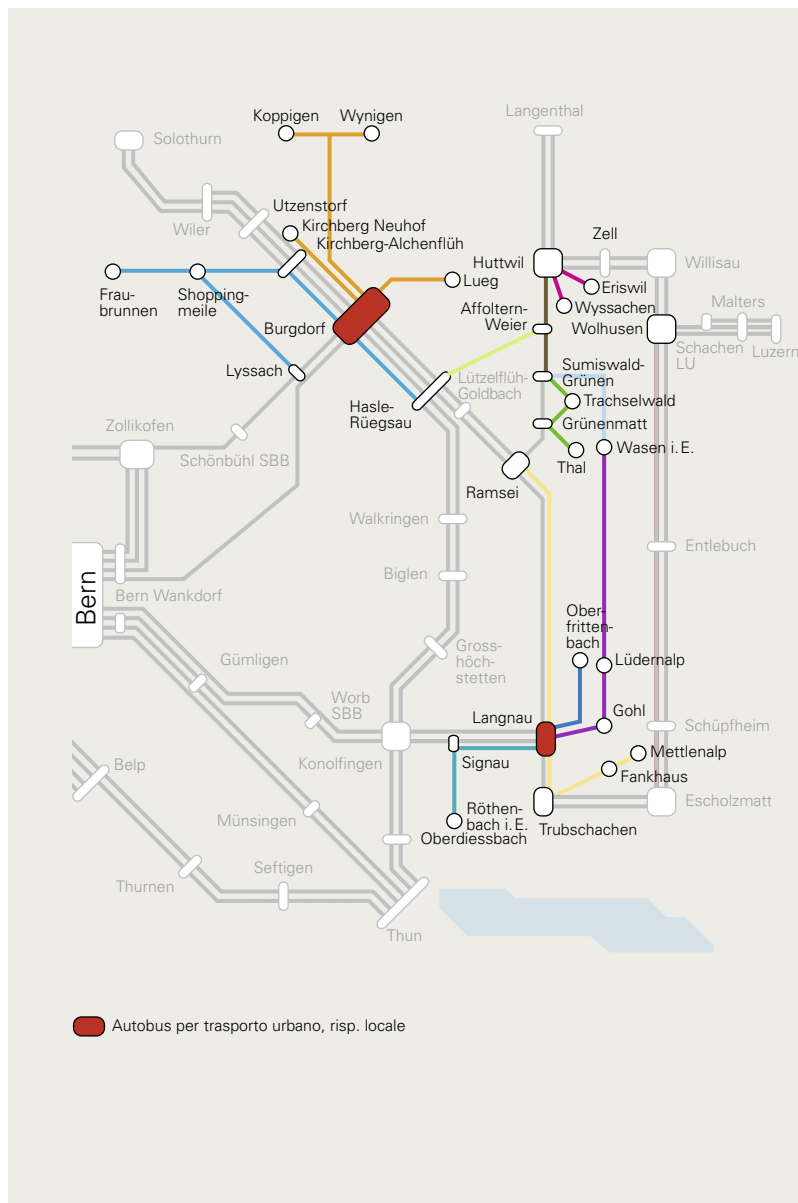 Koppigen
Wynigen
Langenthal
Solothurn
Utzenstorf
Kirchberg Neuhof
Wiler
Kirchberg-Alchenflüh
Zell
Huttwil
Willisau
Lueg
Eriswil
Frau-
brunnen
Shopping-
meile
Affoltern-
Weier
Wyssachen
Malters
Burgdorf
Wolhusen
Schachen
LU
Luzern
Lyssach
Lützelflüh-
Goldbach
Sumiswald-
Grünen
Trachselwald
Hasle-
Rüegsau
Zollikofen
Grünenmatt
Schönbühl SBB
Wasen i. E.
Thal
Ramsei
Walkringen
Entlebuch
Biglen
Bern
Bern Wankdorf
Ober-
fritten-
bach
Gross-
höch-
stetten
Gümligen
Lüdernalp
Worb
SBB
Langnau
Gohl
Schüpfheim
Konolfingen
Signau
Mettlenalp
Fankhaus
Belp
Münsingen
Röthen-
bach i. E.
Oberdiessbach
Trubschachen
Escholzmatt
Thurnen
Seftigen
Thun
Autobus per trasporto urbano, risp. locale